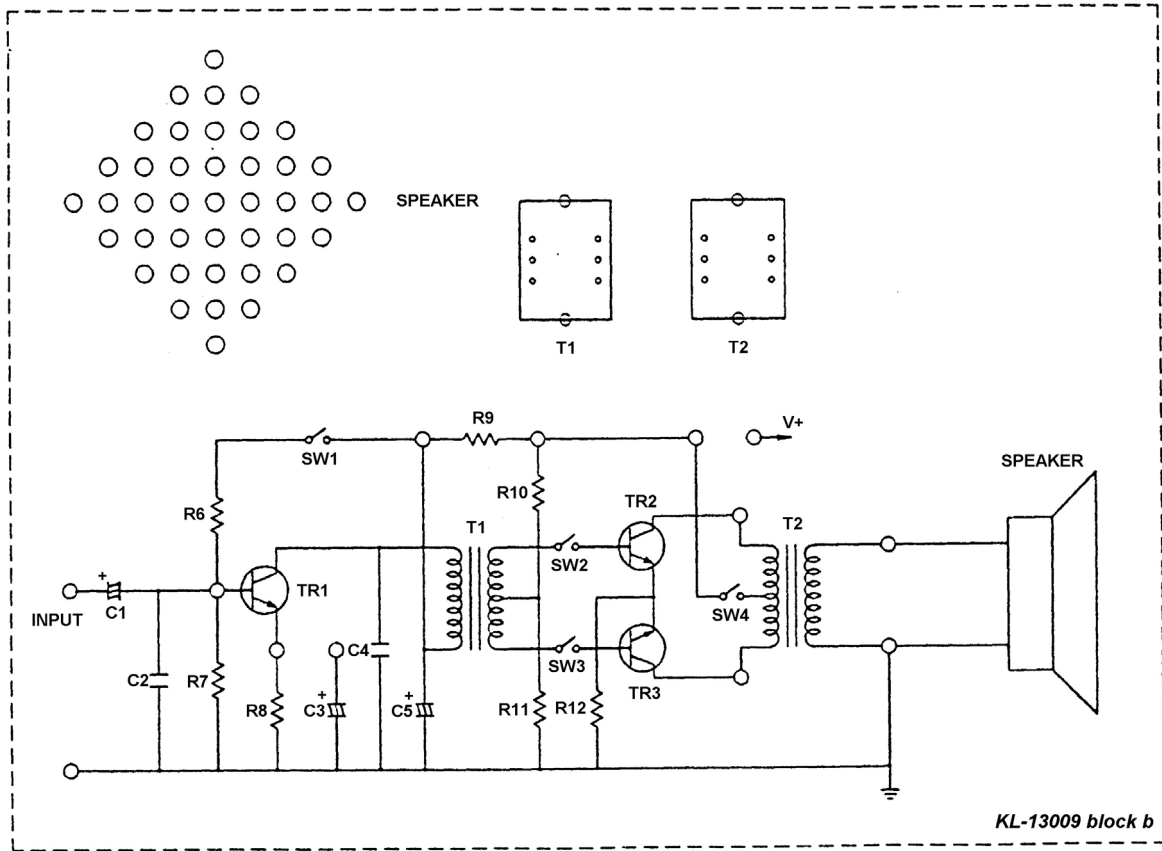 SPEAKER
T1
T2
V+
R9
SW1
SPEAKER
R10
TR2
R6
T1
T2
SW2
+
C1
TR1
INPUT
SW4
C4
SW3
C2
R7
TR3
R8
+
C3
+
C5
R11
R12
KL-13009 block b